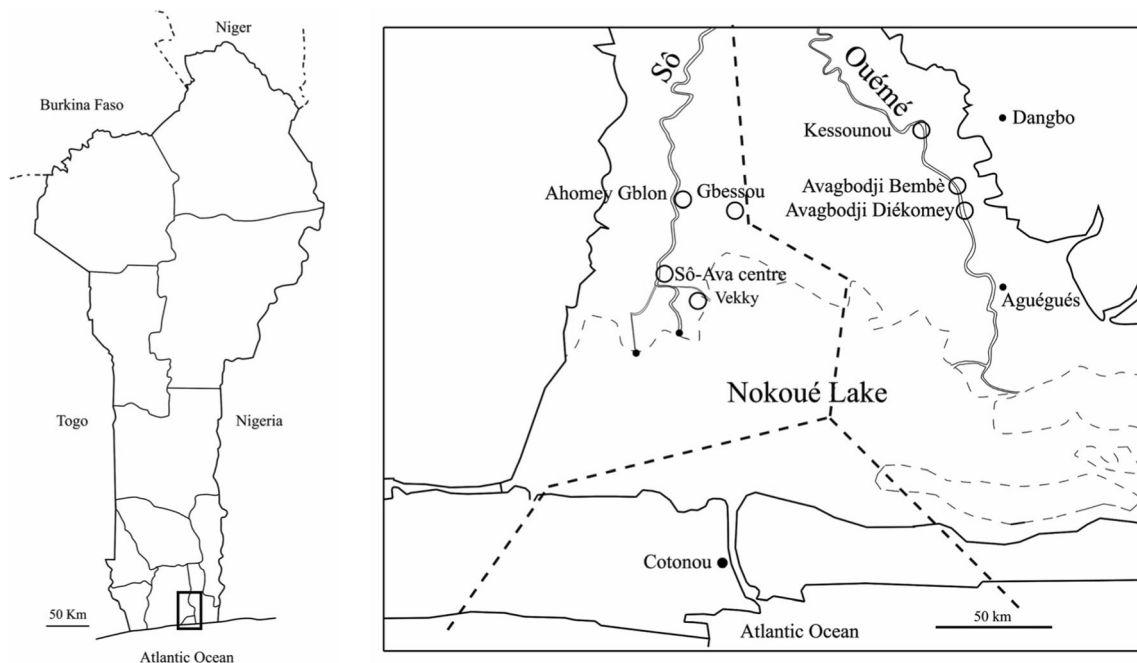 Niger
Burkina Faso
Togo
Nigeria
50 Km
Atlantic Ocean
Sô
Ouémé
Dangbo
Kessounou
Ahomey Gblon
Gbessou
Avagbodji Bembè
Avagbodji Diékomey
Sô-Ava centre
Vekky
Aguégués
Nokoué Lake
Cotonou
50 km
Atlantic Ocean